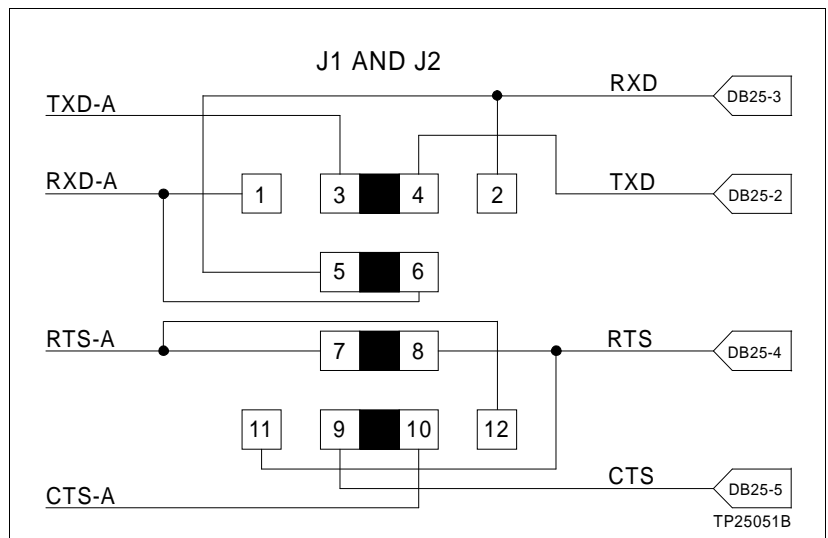 J1 AND J2
RXD
DB25-3
TXD-A
RXD-A
1
3
4
2
TXD
DB25-2
5
6
RTS-A
7
8
RTS
DB25-4
11
9
10
12
CTS
DB25-5
CTS-A
TP25051B